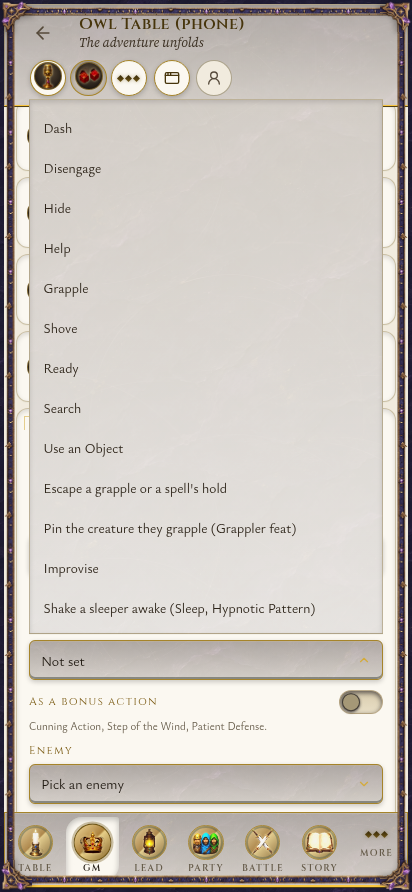 Owl Table (phone)
The adventure unfolds
Dash
Disengage
Hide
Help
Grapple
Shove
Ready
Search
Use an Object
Escape a grapple or a spell's hold
Pin the creature they grapple (Grappler feat)
Improvise
Shake a sleeper awake (Sleep, Hypnotic Pattern)
Not set
As a bonus action
Cunning Action, Step of the Wind, Patient Defense.
Enemy
Pick an enemy
Table GM Lead Party Battle Story More